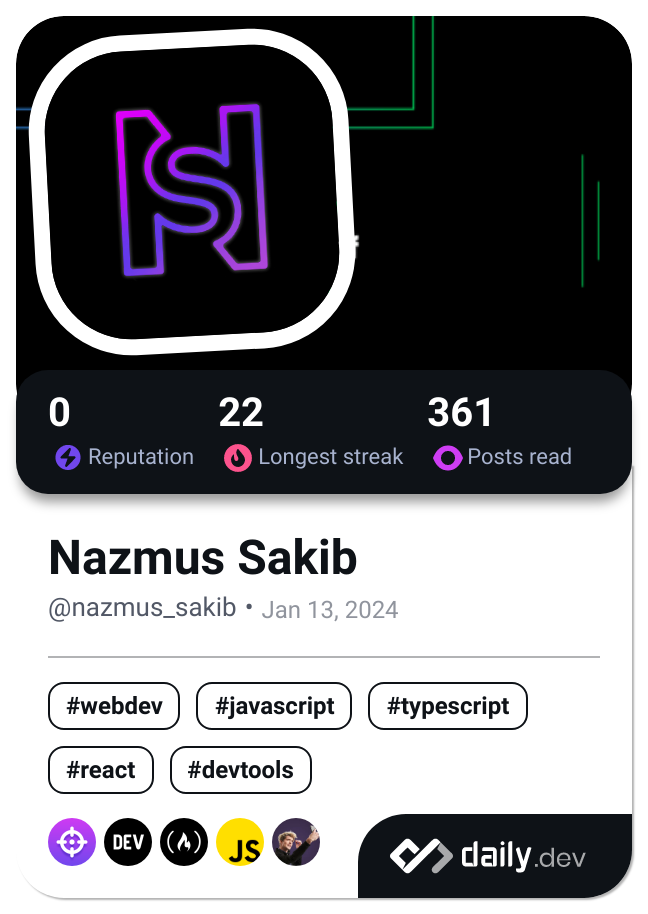 0 22 361
Reputation Longest streak Posts read
Nazmus Sakib
@nazmus_sakib • Jan 13, 2024
#webdev #javascript #typescript
#react #devtools
DEV JS
daily.dev